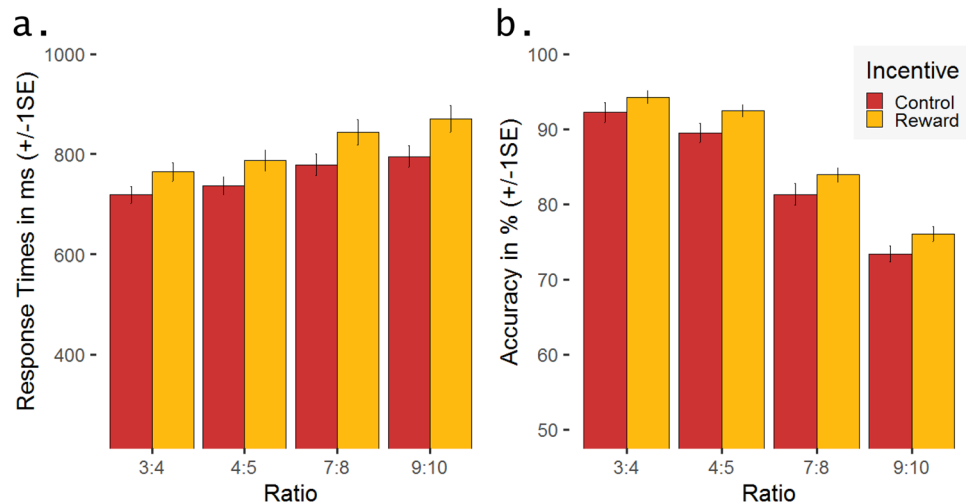 a.
Response Times in ms (+/-1SE)
1000
800
600
400
3:4 4:5 7:8 9:10
Ratio
b.
Accuracy in % (+/-1SE)
100
90
80
70
60
50
3:4 4:5 7:8 9:10
Ratio
Incentive
Control
Reward